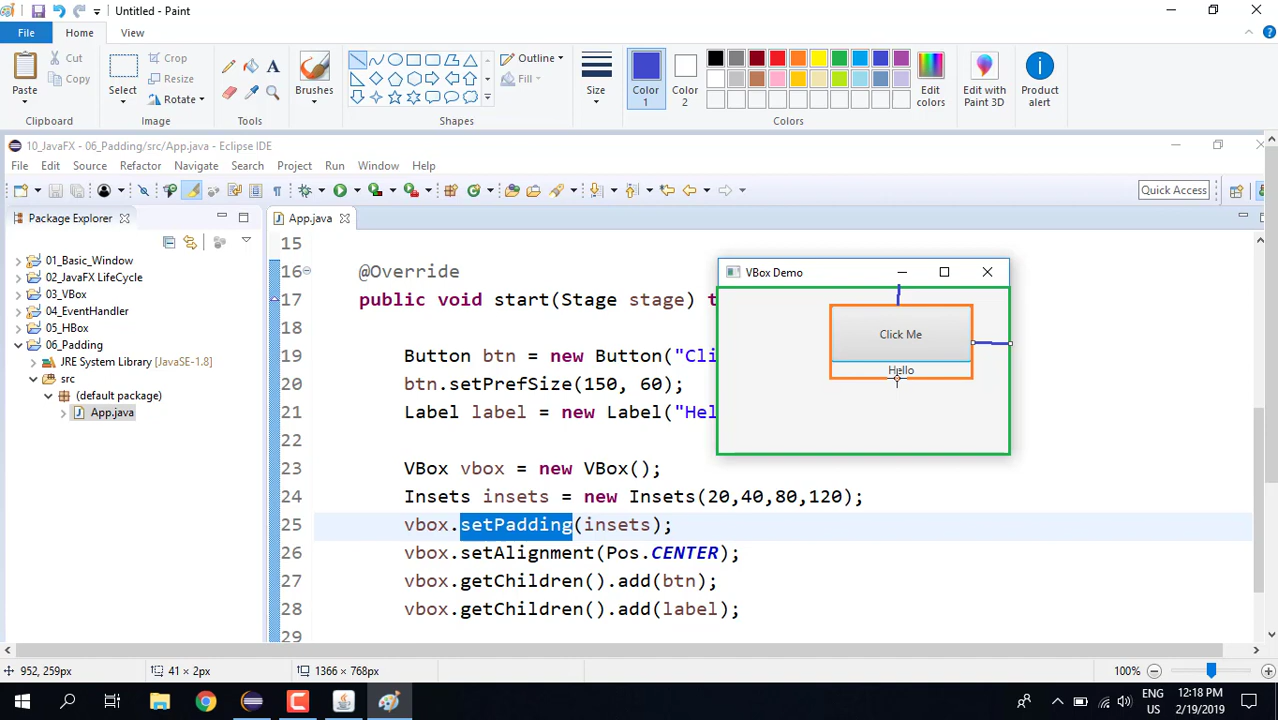 Untitled - Paint
File
Home
View
Paste
Cut
Copy
Clipboard
Select
Crop
Resize
Rotate
Image
Tools
Brushes
Shapes
Outline
Fill
Size
Color 1
Color 2
Colors
Edit colors
Edit with Paint 3D
Product alert
10_JavaFX - 06_Padding/src/App.java - Eclipse IDE
File Edit Source Refactor Navigate Search Project Run Window Help
Quick Access
Package Explorer
App.java
01_Basic_Window
02_JavaFX LifeCycle
03_VBox
04_EventHandler
05_HBox
06_Padding
JRE System Library [JavaSE-1.8]
src
(default package)
App.java
15
16 @Override
17 public void start(Stage stage) t
18
19 Button btn = new Button("Cli
20 btn.setPrefSize(150, 60);
21 Label label = new Label("Hel
22
23 VBox vbox = new VBox();
24 Insets insets = new Insets(20,40,80,120);
25 vbox.setPadding(insets);
26 vbox.setAlignment(Pos.CENTER);
27 vbox.getChildren().add(btn);
28 vbox.getChildren().add(label);
29
VBox Demo
Click Me
Hello
952, 259px
41 × 2px
1366 × 768px
100%
ENG
US
12:18 PM
2/19/2019